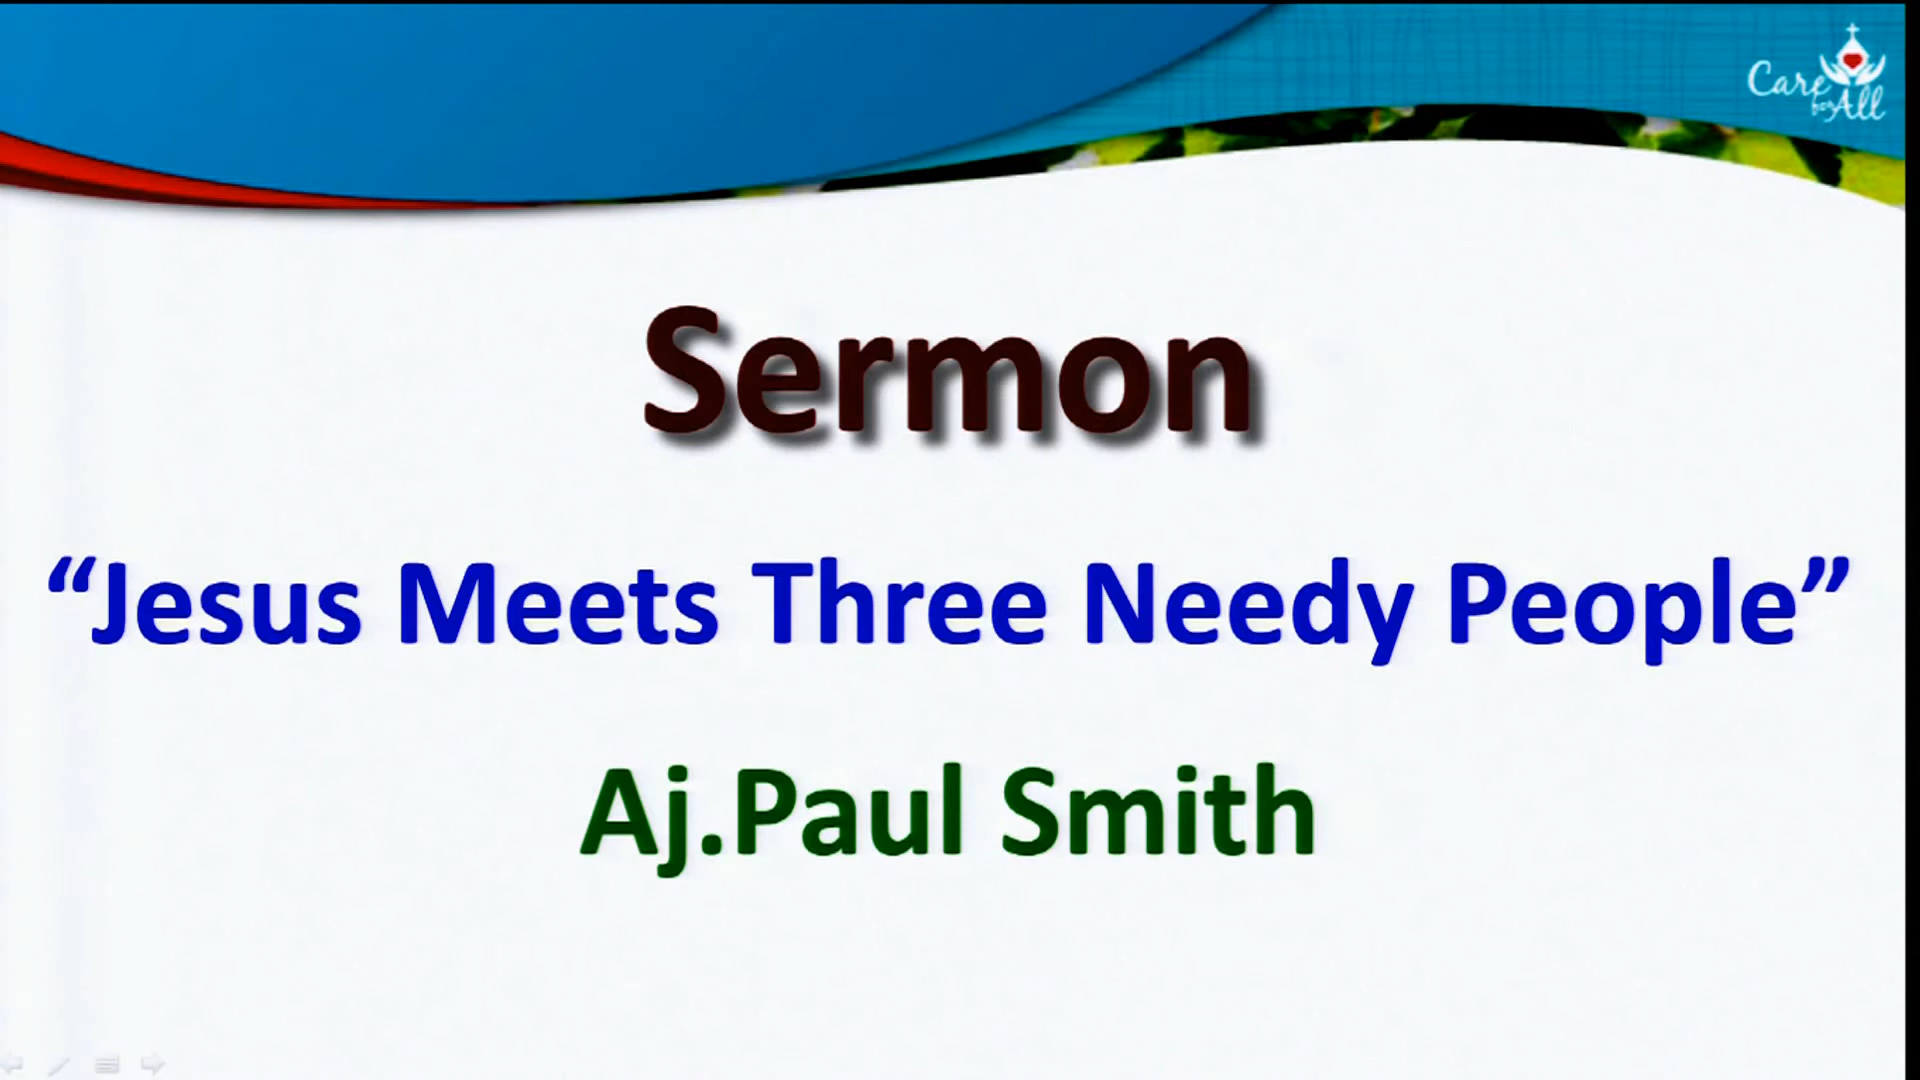 Care
for All
Sermon
“Jesus Meets Three Needy People”
Aj.Paul Smith